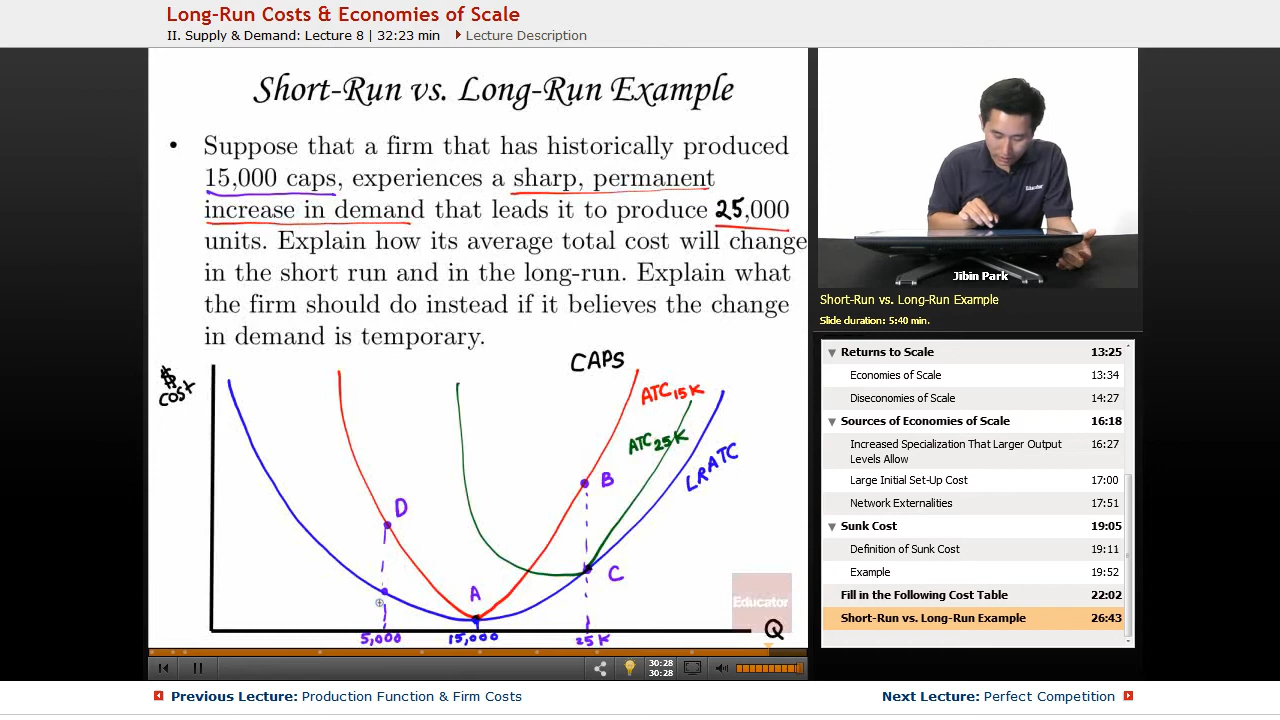 Long-Run Costs & Economies of Scale
II. Supply & Demand: Lecture 8 | 32:23 min
Lecture Description
Short-Run vs. Long-Run Example
• Suppose that a firm that has historically produced
15,000 caps, experiences a sharp, permanent
increase in demand that leads it to produce 25,000
units. Explain how its average total cost will change
in the short run and in the long-run. Explain what
the firm should do instead if it believes the change
in demand is temporary.
$
COST
CAPS
ATC15K
ATC25K
LRATC
B
D
C
A
5,000
15,000
25K
Q
Educator
Educator
Jibin Park
Short-Run vs. Long-Run Example
Slide duration: 5:40 min.
Returns to Scale 13:25
Economies of Scale 13:34
Diseconomies of Scale 14:27
Sources of Economies of Scale 16:18
Increased Specialization That Larger Output 16:27
Levels Allow
Large Initial Set-Up Cost 17:00
Network Externalities 17:51
Sunk Cost 19:05
Definition of Sunk Cost 19:11
Example 19:52
Fill in the Following Cost Table 22:02
Short-Run vs. Long-Run Example 26:43
30:28
30:28
Previous Lecture: Production Function & Firm Costs
Next Lecture: Perfect Competition